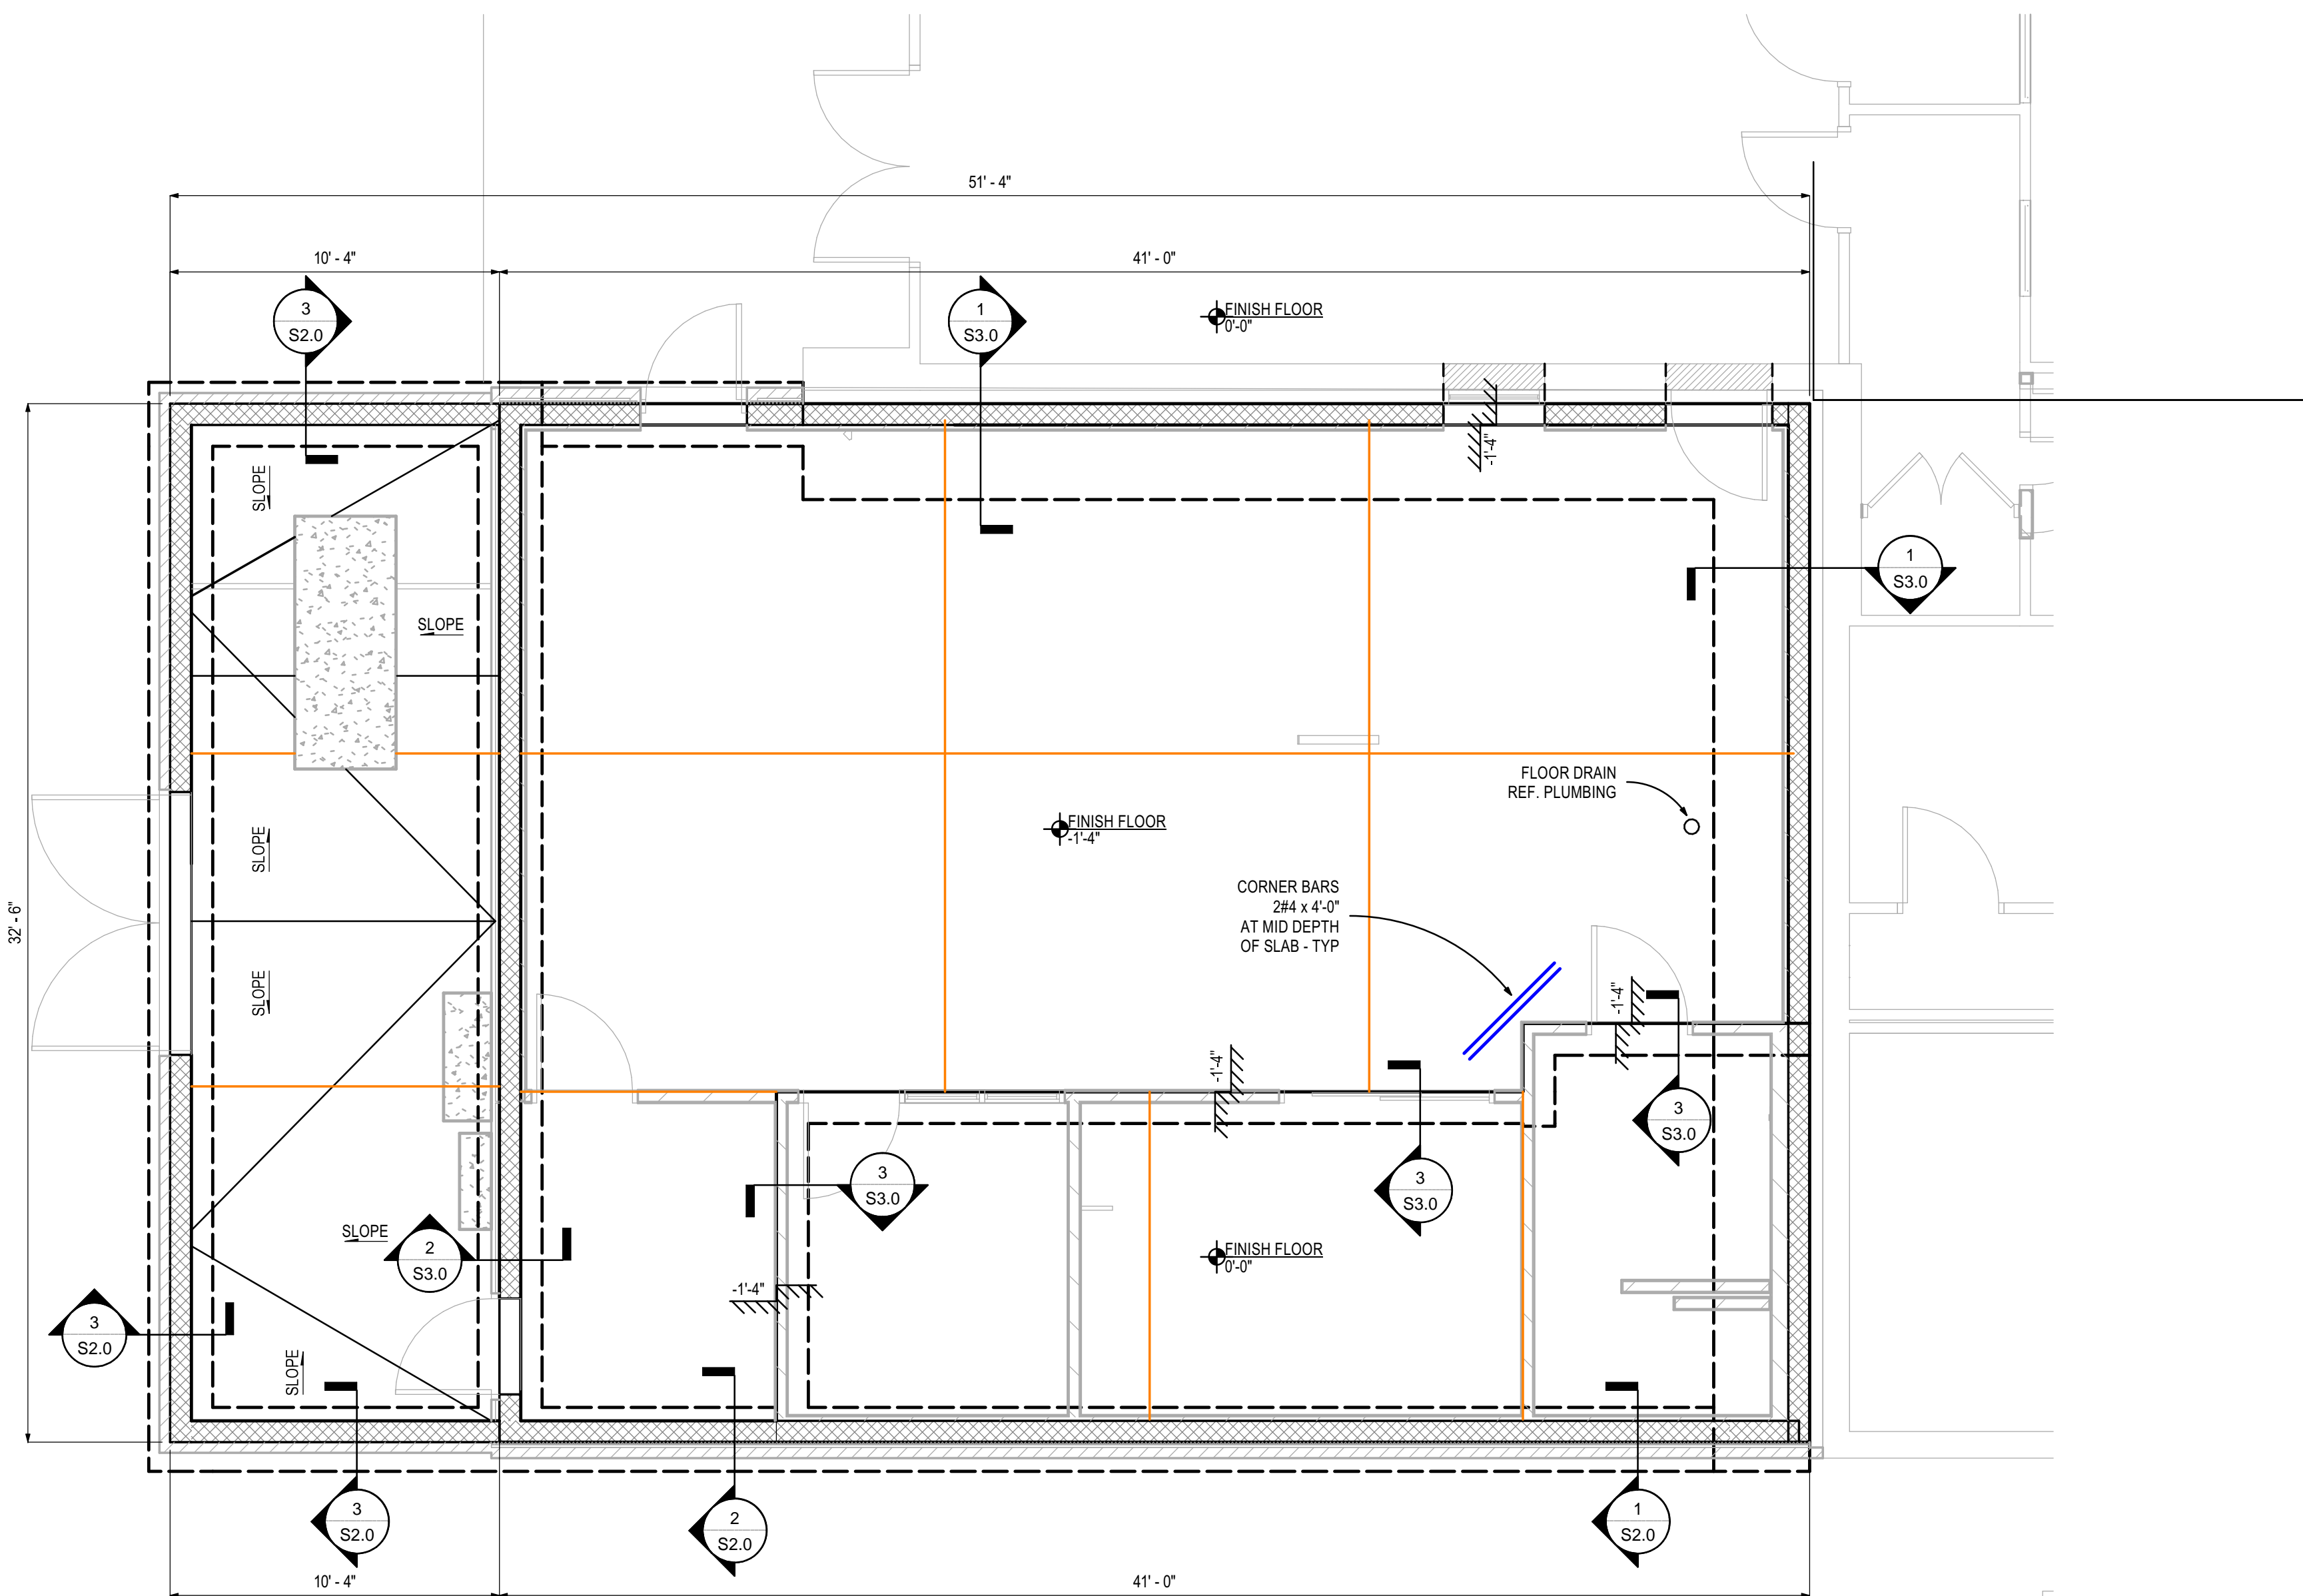 51' - 4"
10' - 4"
41' - 0"
3
S2.0
1
S3.0
FINISH FLOOR
0'-0"
-1'-4"
SLOPE
1
S3.0
SLOPE
FLOOR DRAIN
REF. PLUMBING
FINISH FLOOR
-1'-4"
SLOPE
CORNER BARS
2#4 x 4'-0"
AT MID DEPTH
OF SLAB - TYP
32' - 6"
SLOPE
-1'-4"
-1'-4"
3
S3.0
3
S3.0
3
S3.0
SLOPE
2
S3.0
FINISH FLOOR
0'-0"
-1'-4"
3
S2.0
SLOPE
3
S2.0
2
S2.0
1
S2.0
10' - 4"
41' - 0"